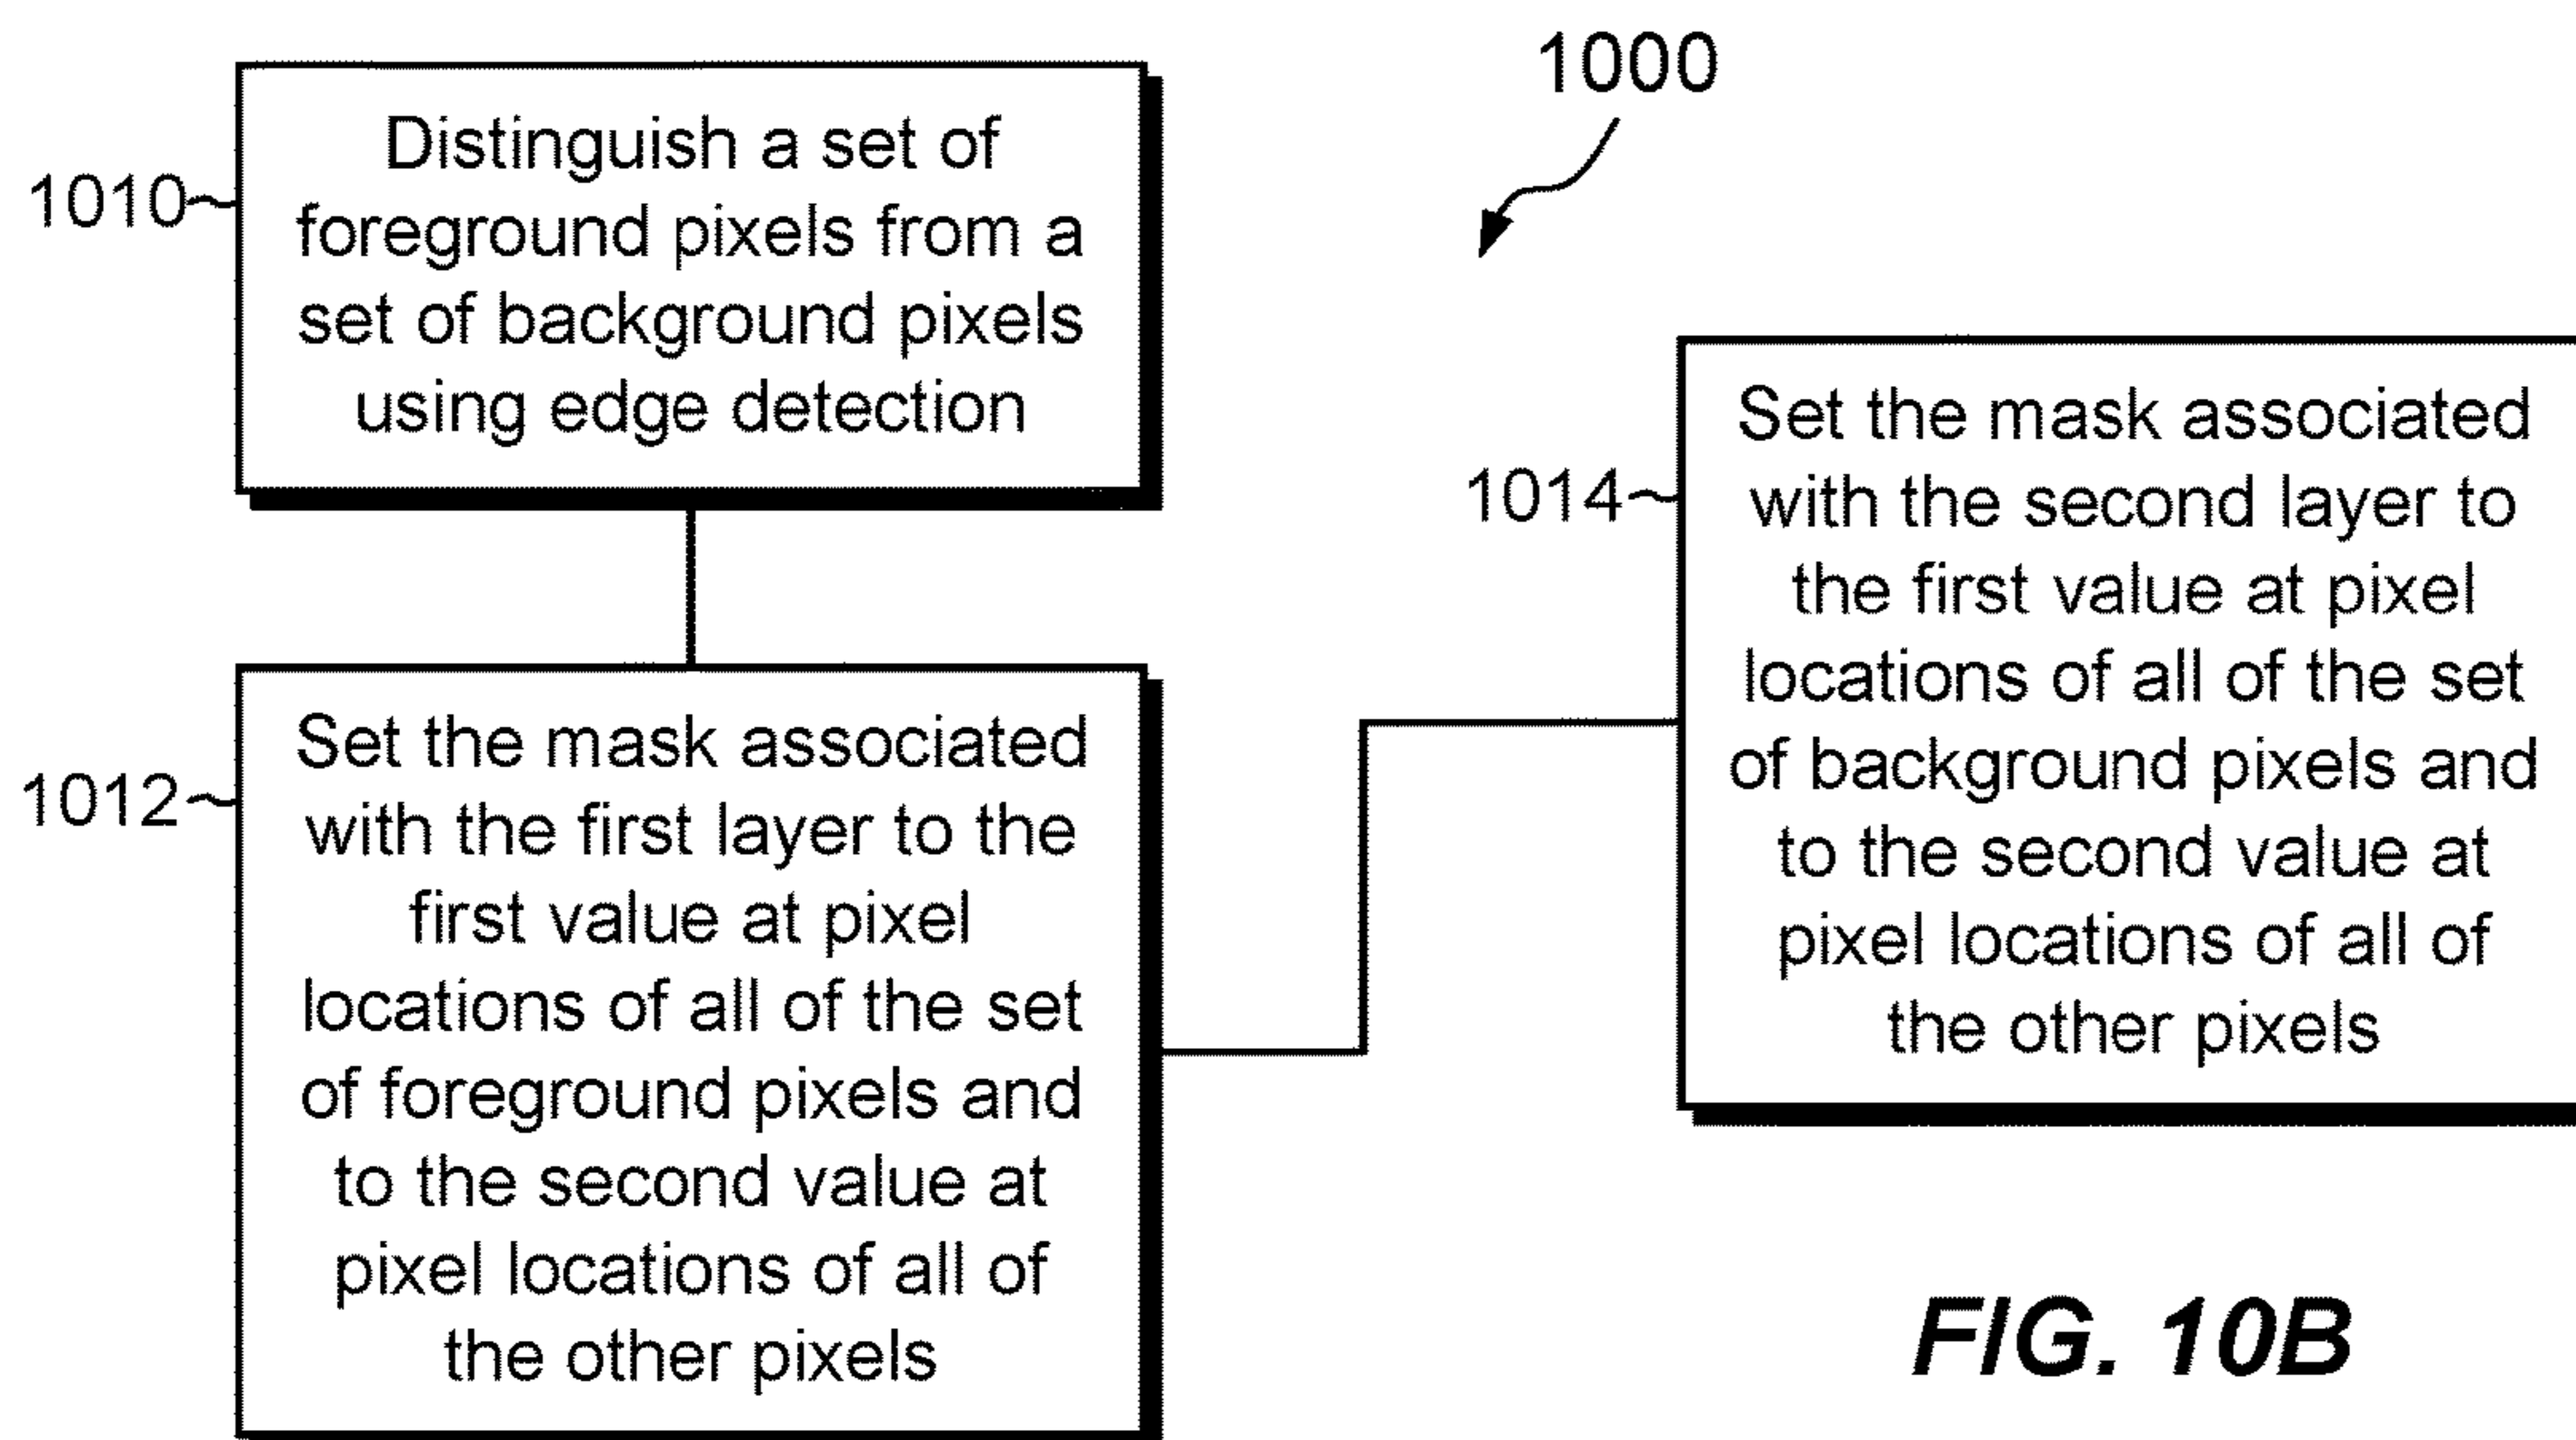 1000
1010
Distinguish a set of
foreground pixels from a
set of background pixels
using edge detection
1012
Set the mask associated
with the first layer to the
first value at pixel
locations of all of the set
of foreground pixels and
to the second value at
pixel locations of all of
the other pixels
1014
Set the mask associated
with the second layer to
the first value at pixel
locations of all of the set
of background pixels and
to the second value at
pixel locations of all of
the other pixels
FIG. 10B